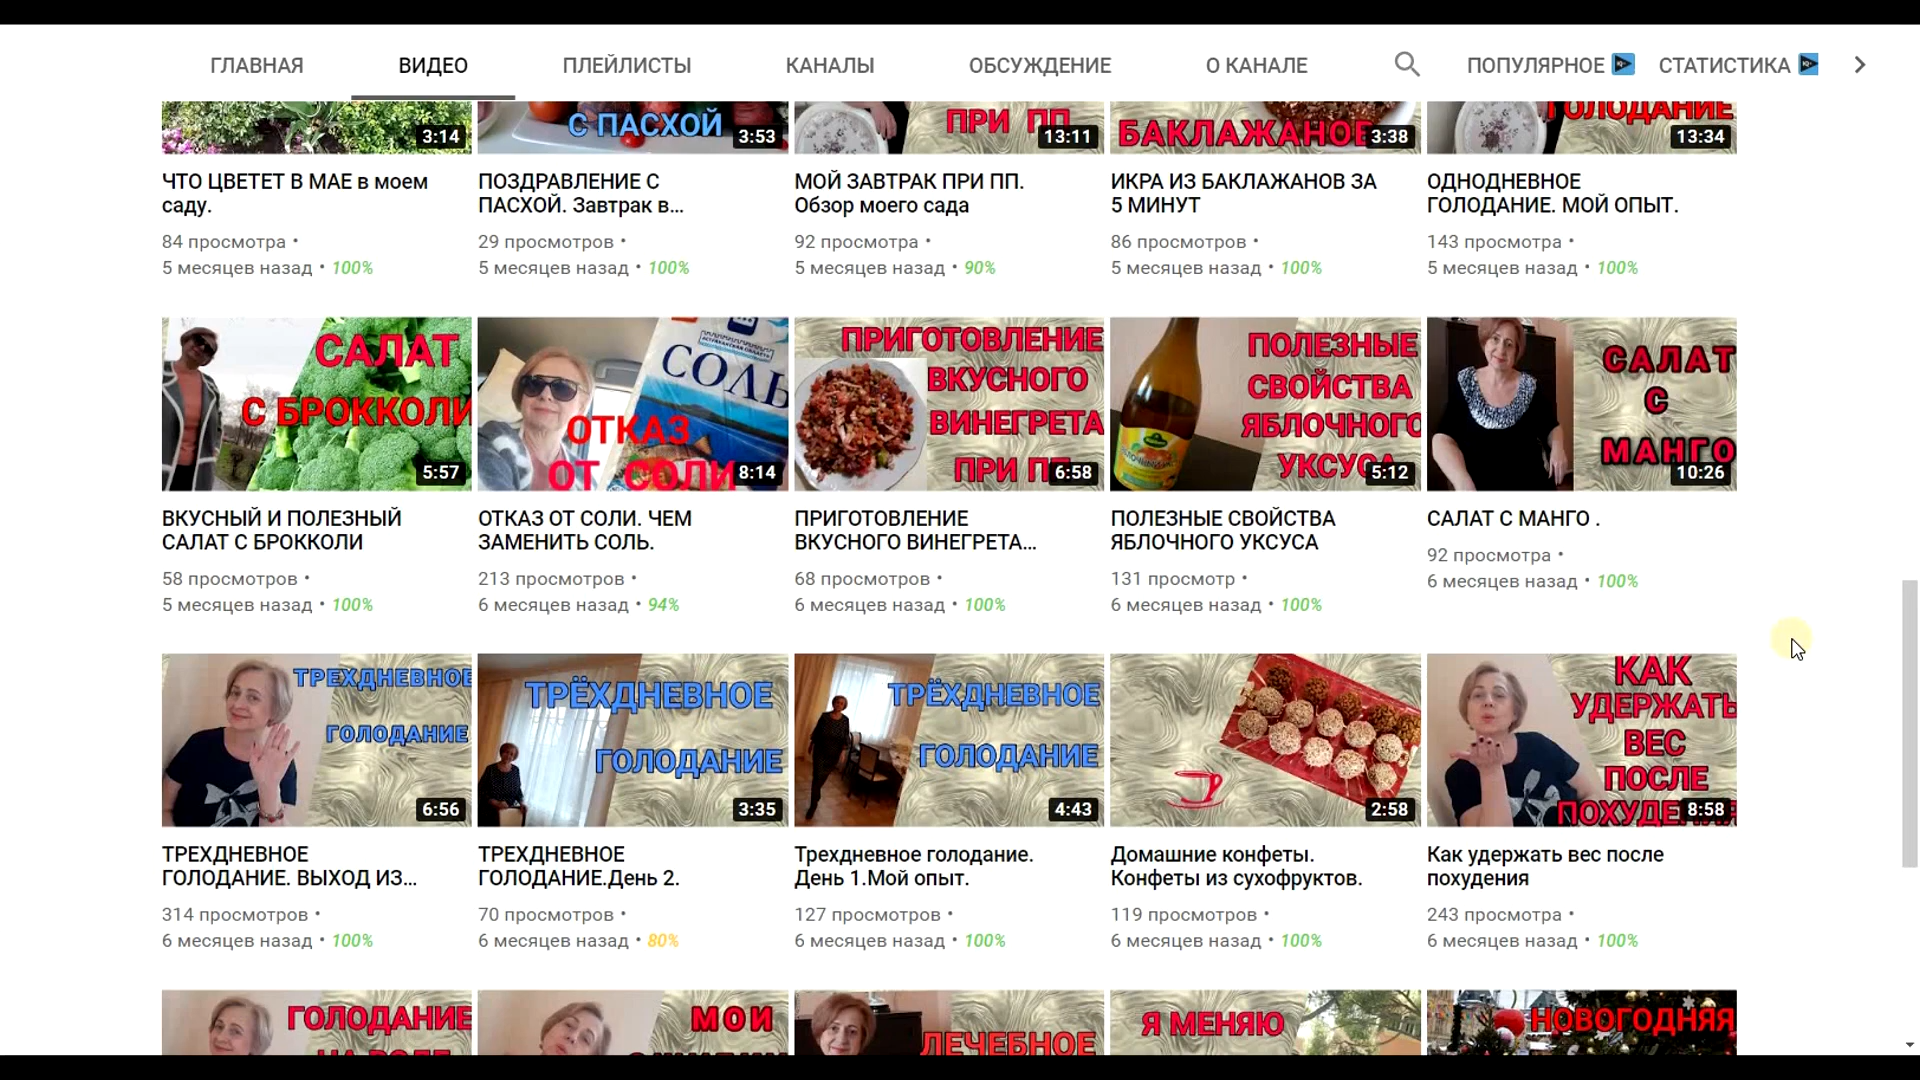 ГЛАВНАЯ ВИДЕО ПЛЕЙЛИСТЫ КАНАЛЫ ОБСУЖДЕНИЕ О КАНАЛЕ ПОПУЛЯРНОЕ СТАТИСТИКА
3:14
С ПАСХОЙ
3:53
ПРИ ПП
13:11
БАКЛАЖАНОВ
3:38
ГОЛОДАНИЕ
13:34
ЧТО ЦВЕТЕТ В МАЕ в моем
саду.
84 просмотра •
5 месяцев назад • 100%
ПОЗДРАВЛЕНИЕ С
ПАСХОЙ. Завтрак в...
29 просмотров •
5 месяцев назад • 100%
МОЙ ЗАВТРАК ПРИ ПП.
Обзор моего сада
92 просмотра •
5 месяцев назад • 90%
ИКРА ИЗ БАКЛАЖАНОВ ЗА
5 МИНУТ
86 просмотров •
5 месяцев назад • 100%
ОДНОДНЕВНОЕ
ГОЛОДАНИЕ. МОЙ ОПЫТ.
143 просмотра •
5 месяцев назад • 100%
САЛАТ
С БРОККОЛИ
5:57
СОЛЬ
ОТКАЗ
ОТ СОЛИ
8:14
ПРИГОТОВЛЕНИЕ
ВКУСНОГО
ВИНЕГРЕТА
ПРИ ПП
6:58
ПОЛЕЗНЫЕ
СВОЙСТВА
ЯБЛОЧНОГО
УКСУСА
5:12
САЛАТ
С
МАНГО
10:26
ВКУСНЫЙ И ПОЛЕЗНЫЙ
САЛАТ С БРОККОЛИ
58 просмотров •
5 месяцев назад • 100%
ОТКАЗ ОТ СОЛИ. ЧЕМ
ЗАМЕНИТЬ СОЛЬ.
213 просмотров •
6 месяцев назад • 94%
ПРИГОТОВЛЕНИЕ
ВКУСНОГО ВИНЕГРЕТА...
68 просмотров •
6 месяцев назад • 100%
ПОЛЕЗНЫЕ СВОЙСТВА
ЯБЛОЧНОГО УКСУСА
131 просмотр •
6 месяцев назад • 100%
САЛАТ С МАНГО .
92 просмотра •
6 месяцев назад • 100%
ТРЕХДНЕВНОЕ
ГОЛОДАНИЕ
6:56
ТРЁХДНЕВНОЕ
ГОЛОДАНИЕ
3:35
ТРЁХДНЕВНОЕ
ГОЛОДАНИЕ
4:43
2:58
КАК
УДЕРЖАТЬ
ВЕС
ПОСЛЕ
ПОХУДЕНИЯ
8:58
ТРЕХДНЕВНОЕ
ГОЛОДАНИЕ. ВЫХОД ИЗ...
314 просмотров •
6 месяцев назад • 100%
ТРЕХДНЕВНОЕ
ГОЛОДАНИЕ.День 2.
70 просмотров •
6 месяцев назад • 80%
Трехдневное голодание.
День 1.Мой опыт.
127 просмотров •
6 месяцев назад • 100%
Домашние конфеты.
Конфеты из сухофруктов.
119 просмотров •
6 месяцев назад • 100%
Как удержать вес после
похудения
243 просмотра •
6 месяцев назад • 100%
ГОЛОДАНИЕ
НА ВОДЕ
МОИ
ЛЕЧЕБНОЕ
Я МЕНЯЮ
НОВОГОДНЯЯ